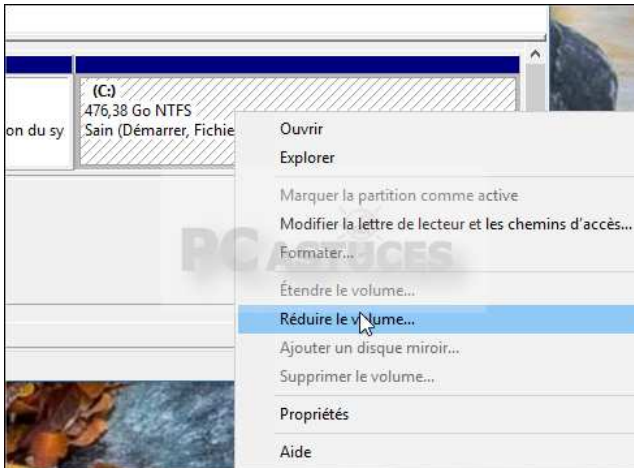 (C:)
476,38 Go NTFS
on du sy
Sain (Démarrer, Fichie
Ouvrir
Explorer
Marquer la partition comme active
Modifier la lettre de lecteur et les chemins d'accès...
Formater...
Étendre le volume...
Réduire le volume...
Ajouter un disque miroir...
Supprimer le volume...
Propriétés
Aide
PC ASTUCES